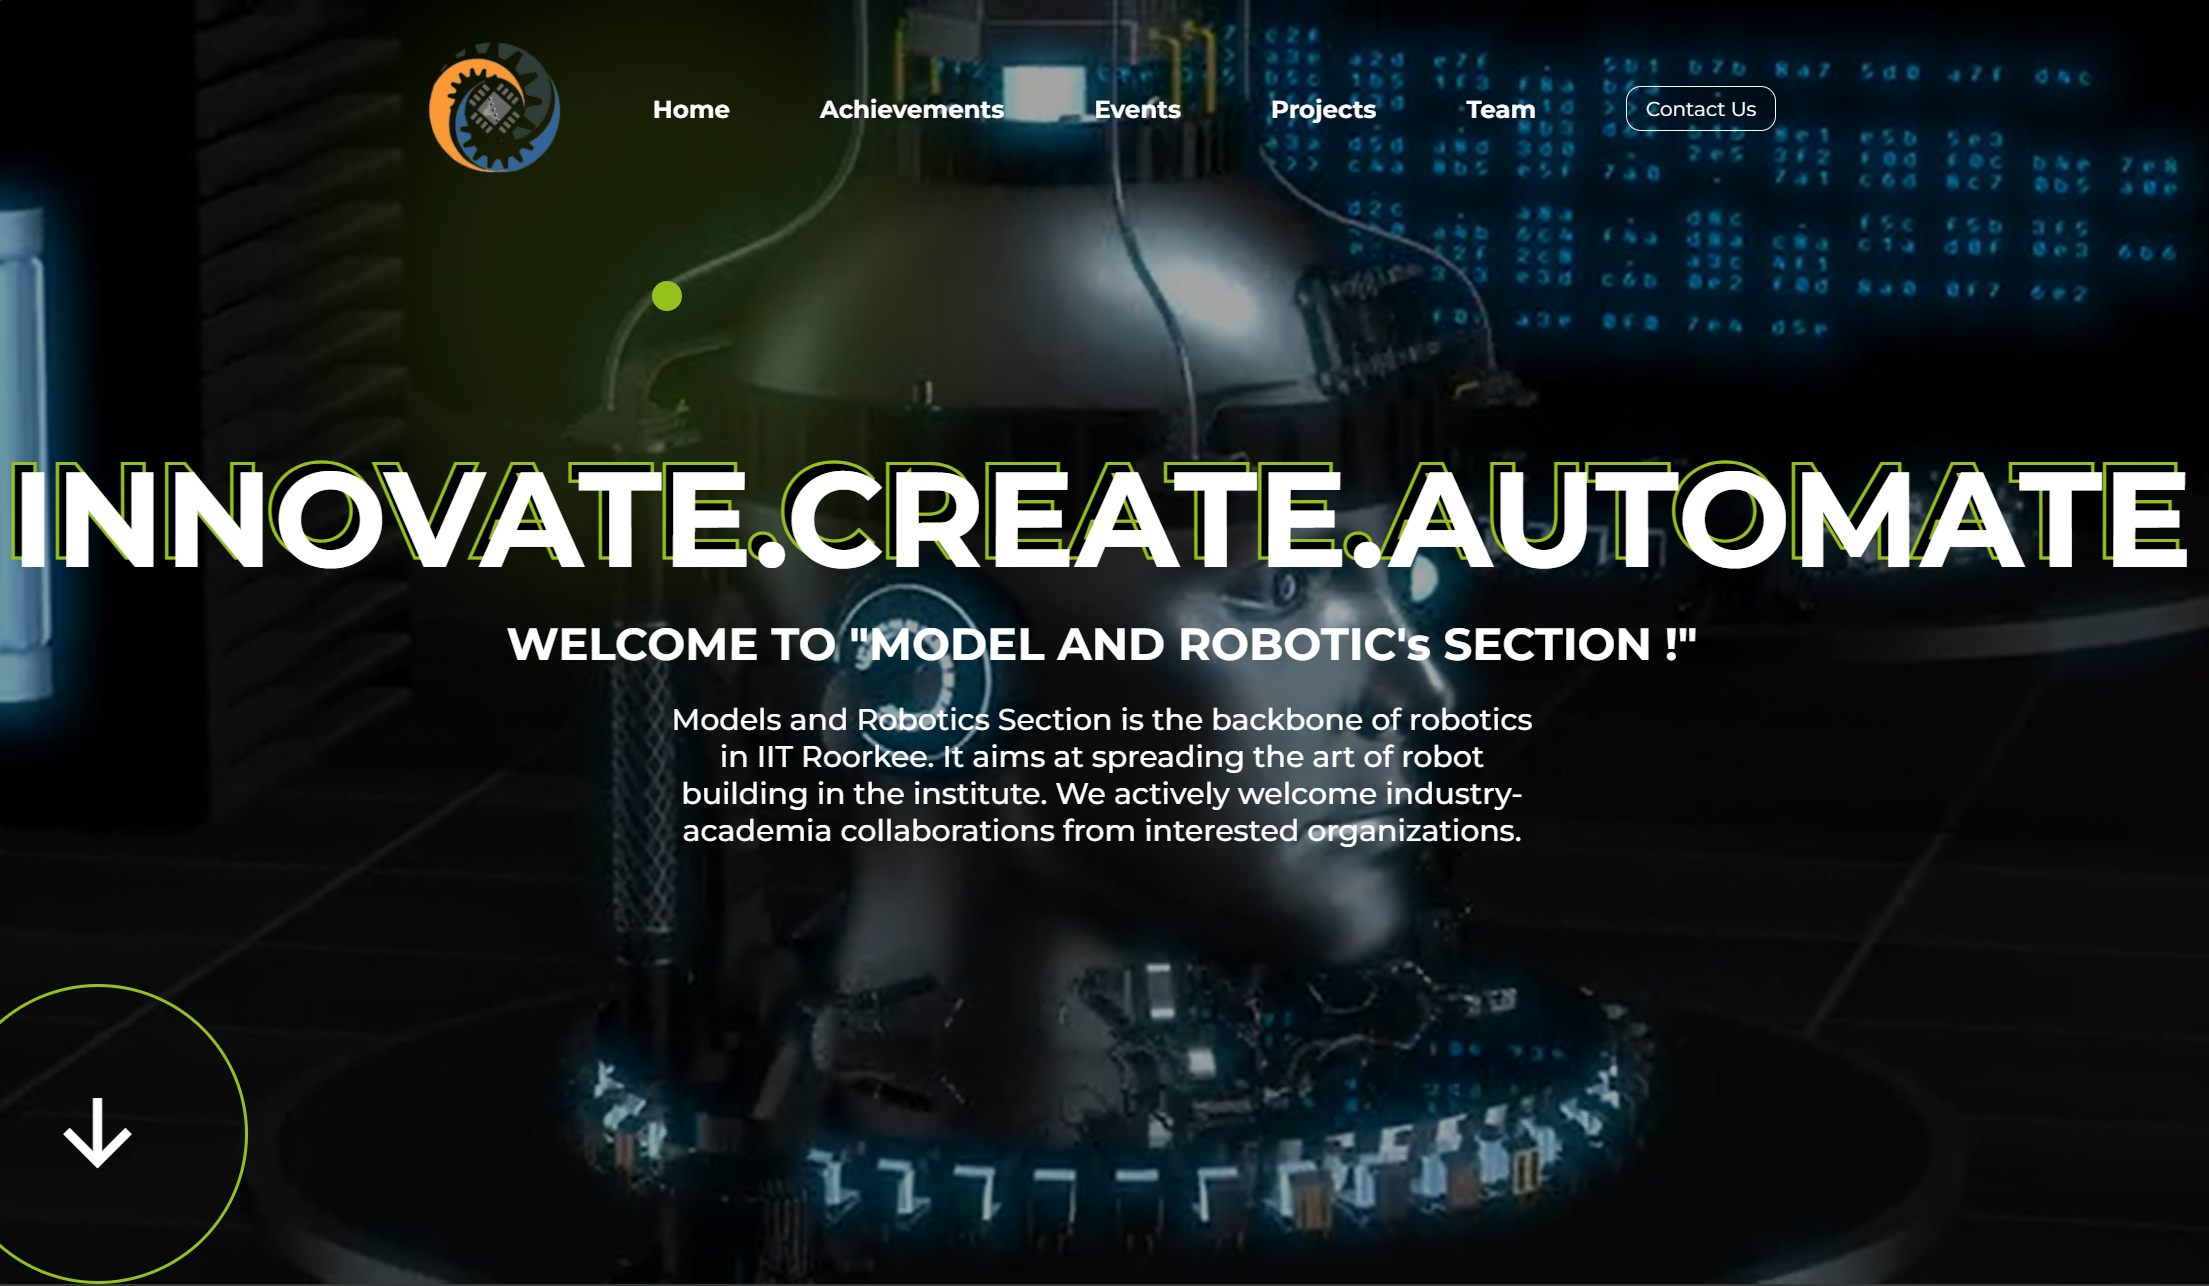 Home
Achievements
Events
Projects
Team
Contact Us
INNOVATE.CREATE.AUTOMATE
WELCOME TO "MODEL AND ROBOTIC's SECTION !"
Models and Robotics Section is the backbone of robotics
in IIT Roorkee. It aims at spreading the art of robot
building in the institute. We actively welcome industry-
academia collaborations from interested organizations.